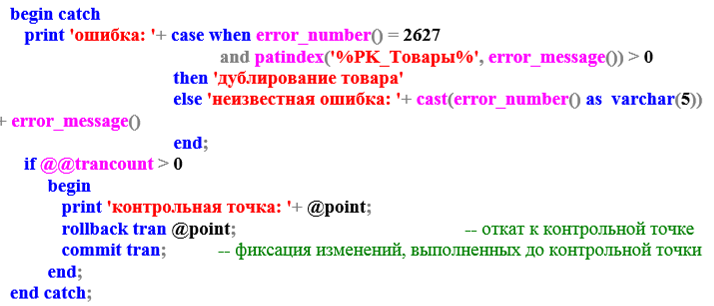 begin catch
print 'ошибка: '+ case when error_number() = 2627
and patindex('%PK_Товары%', error_message()) > 0
then 'дублирование товара'
else 'неизвестная ошибка: '+ cast(error_number() as varchar(5))
+ error_message()
end;
if @@trancount > 0
begin
print 'контрольная точка: '+ @point;
rollback tran @point; -- откат к контрольной точке
commit tran; -- фиксация изменений, выполненных до контрольной точки
end;
end catch;